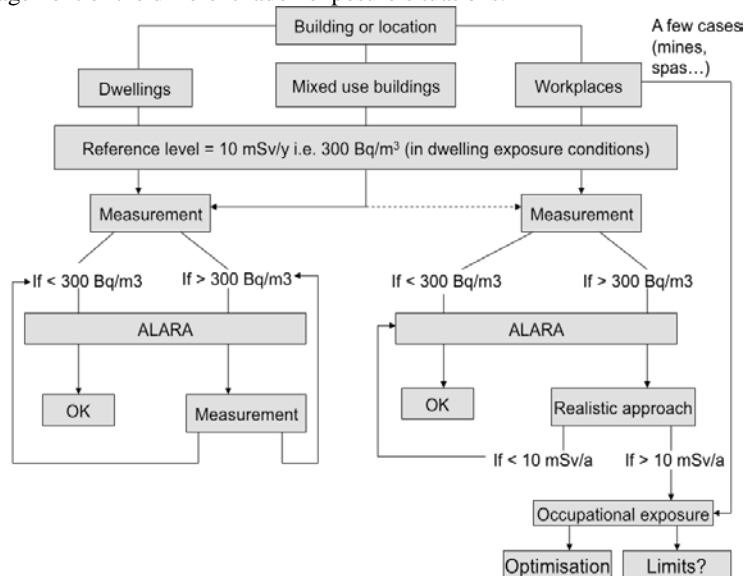 Building or location
A few cases
(mines,
spas...)
Dwellings
Mixed use buildings
Workplaces
Reference level = 10 mSv/y i.e. 300 Bq/m³ (in dwelling exposure conditions)
Measurement
Measurement
If < 300 Bq/m3
If > 300 Bq/m3
If < 300 Bq/m3
If > 300 Bq/m3
ALARA
ALARA
OK
Measurement
OK
Realistic approach
If < 10 mSv/a
If > 10 mSv/a
Occupational exposure
Optimisation
Limits?